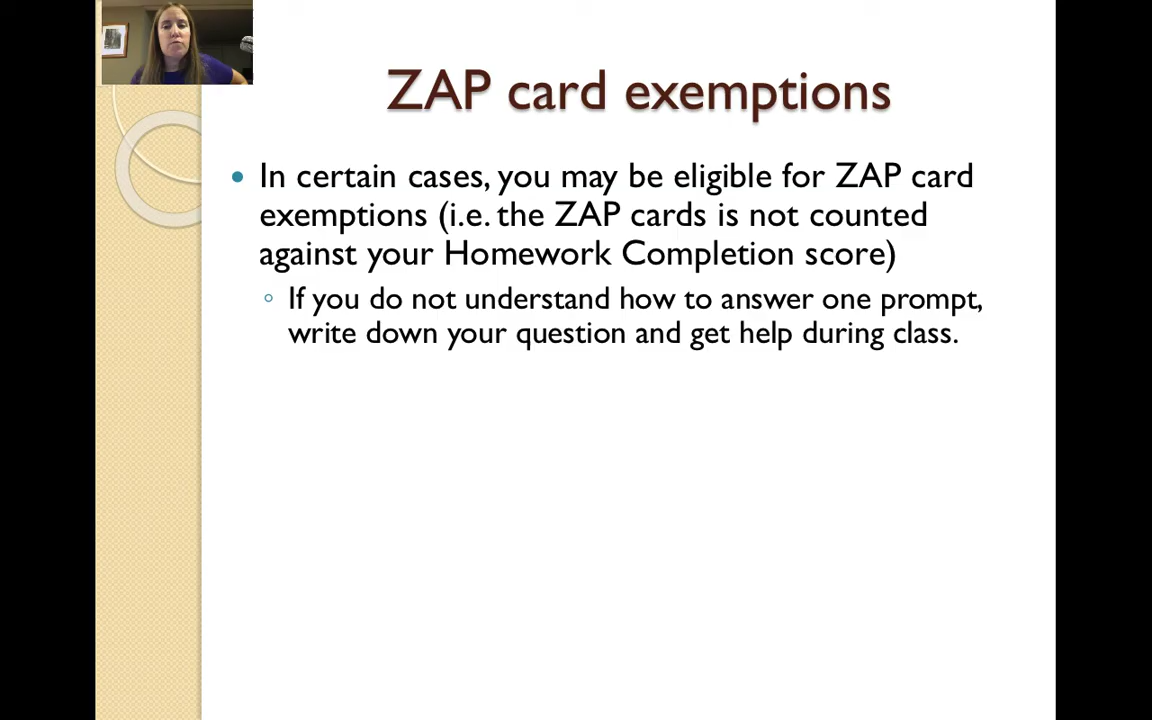 ZAP card exemptions
In certain cases, you may be eligible for ZAP card
exemptions (i.e. the ZAP cards is not counted
against your Homework Completion score)
If you do not understand how to answer one prompt,
write down your question and get help during class.